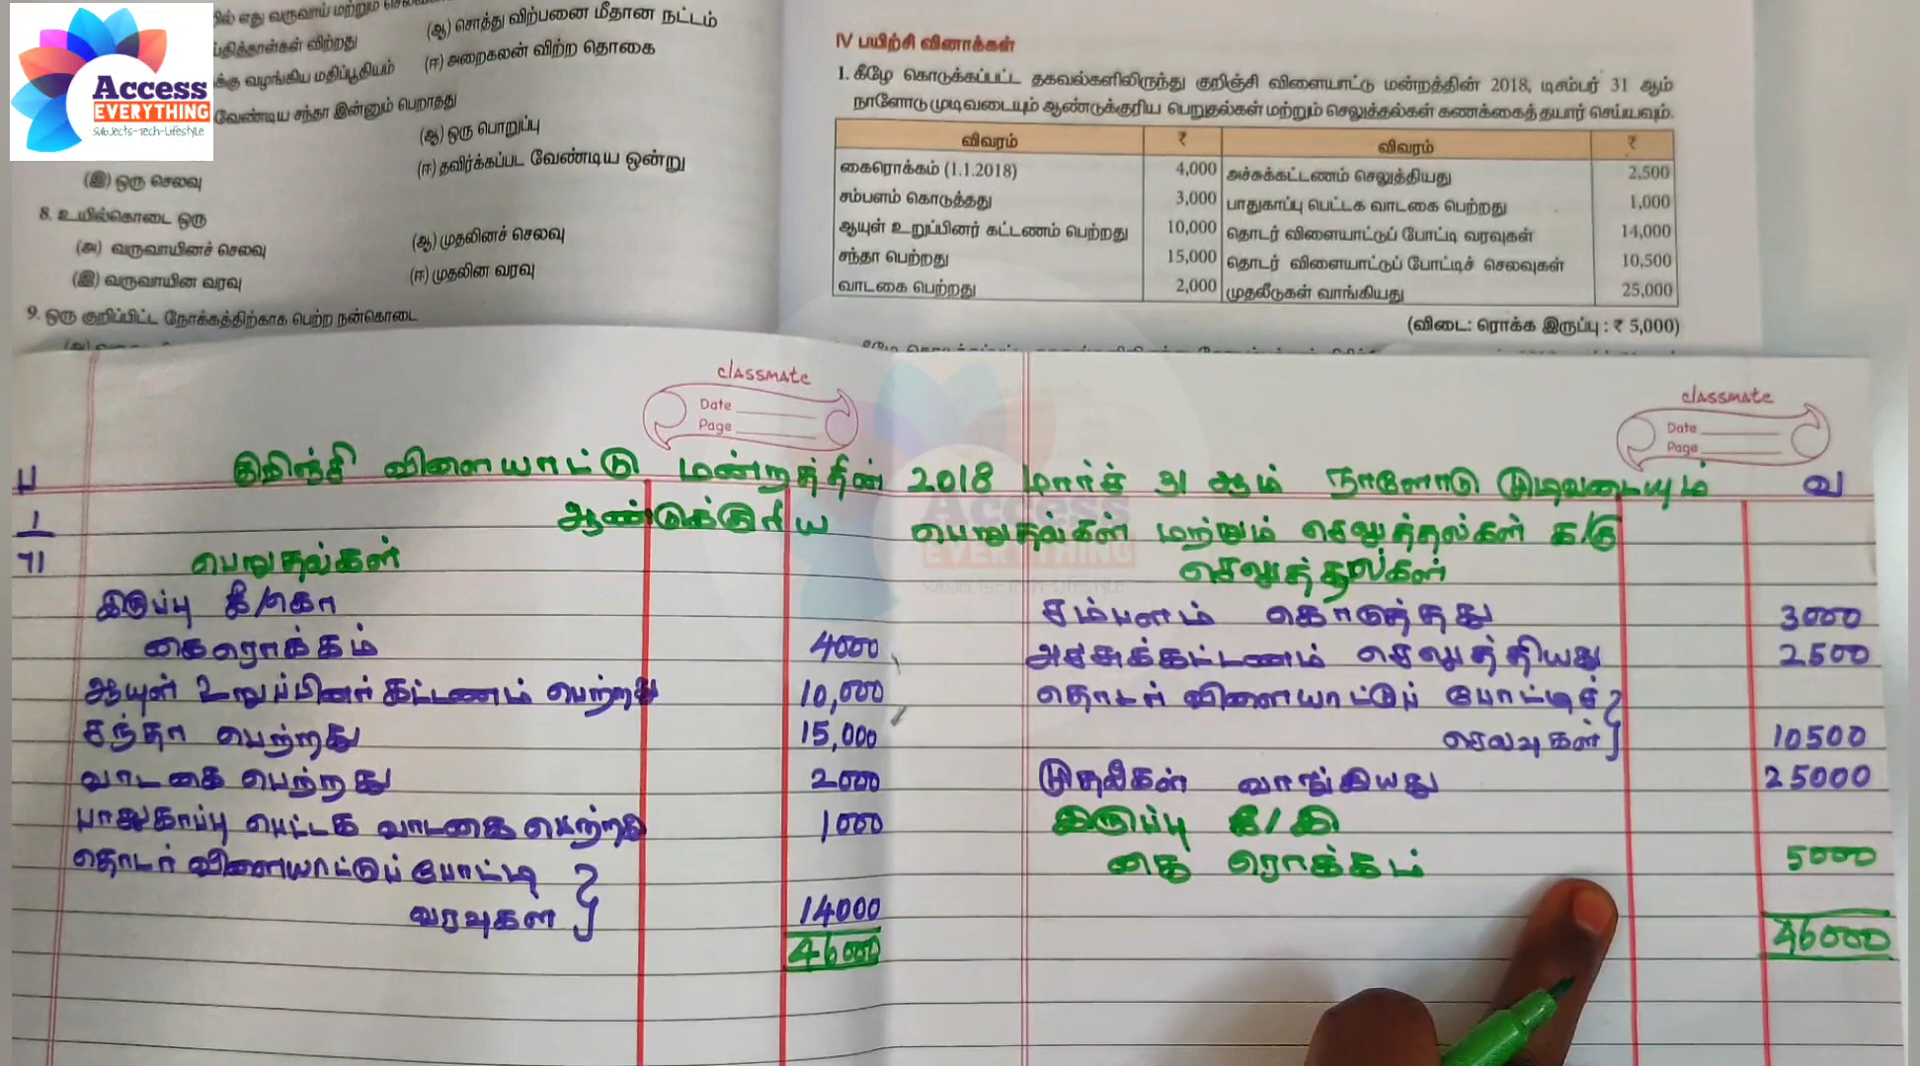 Access
EVERYTHING
Subjects-Tech-Lifestyle
(ஆ) சொத்து விற்பனை மீதான நட்டம்
விற்றது
(ஈ) அறைகலன் விற்ற தொகை
வழங்கிய மதிப்பூதியம்
வேண்டிய சந்தா இன்னும் பெறாதது
(ஆ) ஒரு பொறுப்பு
(இ) ஒரு செலவு
(ஈ) தவிர்க்கப்பட வேண்டிய ஒன்று
8. உயில்கொடை ஒரு
(அ) வருவாயினச் செலவு
(ஆ) முதலினச் செலவு
(இ) வருவாயின வரவு
(ஈ) முதலின வரவு
9. ஒரு குறிப்பிட்ட நோக்கத்திற்காக பெற்ற நன்கொடை
IV பயிற்சி வினாக்கள்
1. கீழே கொடுக்கப்பட்ட தகவல்களிலிருந்து குறிஞ்சி விளையாட்டு மன்றத்தின் 2018, டிசம்பர் 31 ஆம்
நாளோடு முடிவடையும் ஆண்டுக்குரிய பெறுதல்கள் மற்றும் செலுத்தல்கள் கணக்கைத் தயார் செய்யவும்.
விவரம் ₹ விவரம் ₹
கைரொக்கம் (1.1.2018) 4,000 அச்சுக்கட்டணம் செலுத்தியது 2,500
சம்பளம் கொடுத்தது 3,000 பாதுகாப்பு பெட்டக வாடகை பெற்றது 1,000
ஆயுள் உறுப்பினர் கட்டணம் பெற்றது 10,000 தொடர் விளையாட்டுப் போட்டி வரவுகள் 14,000
சந்தா பெற்றது 15,000 தொடர் விளையாட்டுப் போட்டிச் செலவுகள் 10,500
வாடகை பெற்றது 2,000 முதலீடுகள் வாங்கியது 25,000
(விடை: ரொக்க இருப்பு : ₹ 5,000)
classmate
Date
Page
classmate
Date
Page
ப குறிஞ்சி விளையாட்டு மன்றத்தின் 2018 மார்ச் 31 ஆம் நாளோடு முடிவடையும் வ
ஆண்டுக்குரிய பெறுதல்கள் மற்றும் செலுத்தல்கள் க/கு
பெறுதல்கள்
இருப்பு கீ/கொ
கைரொக்கம் 4000
ஆயுள் உறுப்பினர் கட்டணம் பெற்றது 10,000
சந்தா பெற்றது 15,000
வாடகை பெற்றது 2000
பாதுகாப்பு பெட்டக வாடகை பெற்றது 1000
தொடர் விளையாட்டுப் போட்டி
வரவுகள் 14000
46000
செலுத்தல்கள்
சம்பளம் கொடுத்தது 3000
அச்சுக்கட்டணம் செலுத்தியது 2500
தொடர் விளையாட்டுப் போட்டிச்
செலவுகள் 10500
முதலீகள் வாங்கியது 25000
இருப்பு கீ/இ
கை ரொக்கம் 5000
46000